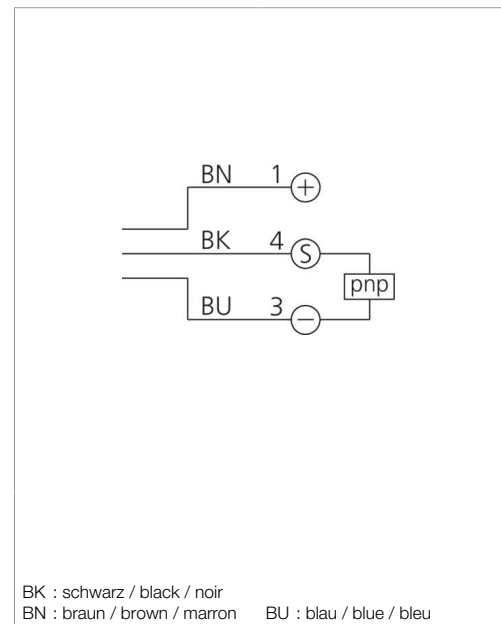 BN 1 +
BK 4 S
pnp
BU 3 −
BK : schwarz / black / noir
BN : braun / brown / marron BU : blau / blue / bleu